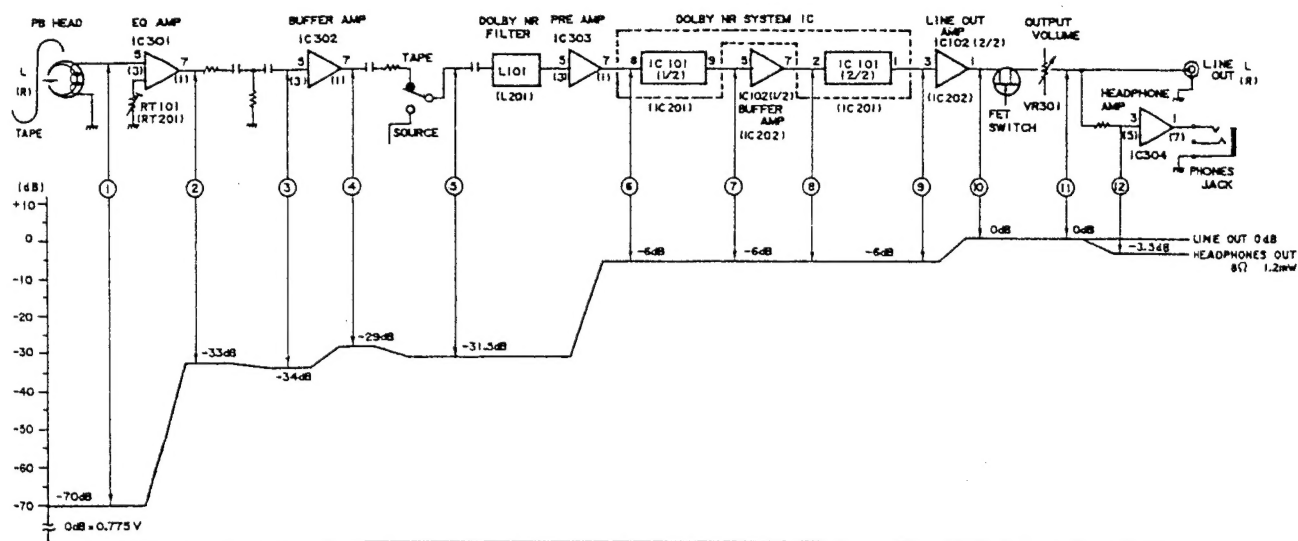 PB HEAD
EQ AMP
IC301
BUFFER AMP
IC302
DOLBY NR
FILTER
PRE AMP
IC303
DOLBY NR SYSTEM IC
LINE OUT
AMP
IC102 (2/2)
OUTPUT
VOLUME
L
(R)
TAPE
5
(3)
7
(1)
RT101
(RT201)
5
(3)
7
(1)
TAPE
SOURCE
L101
(L201)
5
(3)
7
(1)
8
IC 101
(1/2)
9
(IC201)
5
7
IC102(1/2)
BUFFER
AMP
(IC202)
2
IC 101
(2/2)
1
(IC201)
3
1
(IC202)
FET
SWITCH
VR301
LINE L
OUT (R)
HEADPHONE
AMP
3
(5)
1
(7)
IC304
PHONES
JACK
1
2
3
4
5
6
7
8
9
10
11
12
(dB)
+10
0
-10
-20
-30
-40
-50
-60
-70
-70dB
-33dB
-34dB
-29dB
-31.5dB
-6dB
-6dB
-6dB
0dB
0dB
-3.5dB
LINE OUT 0dB
HEADPHONES OUT
8Ω 1.2mW
0dB=0.775V